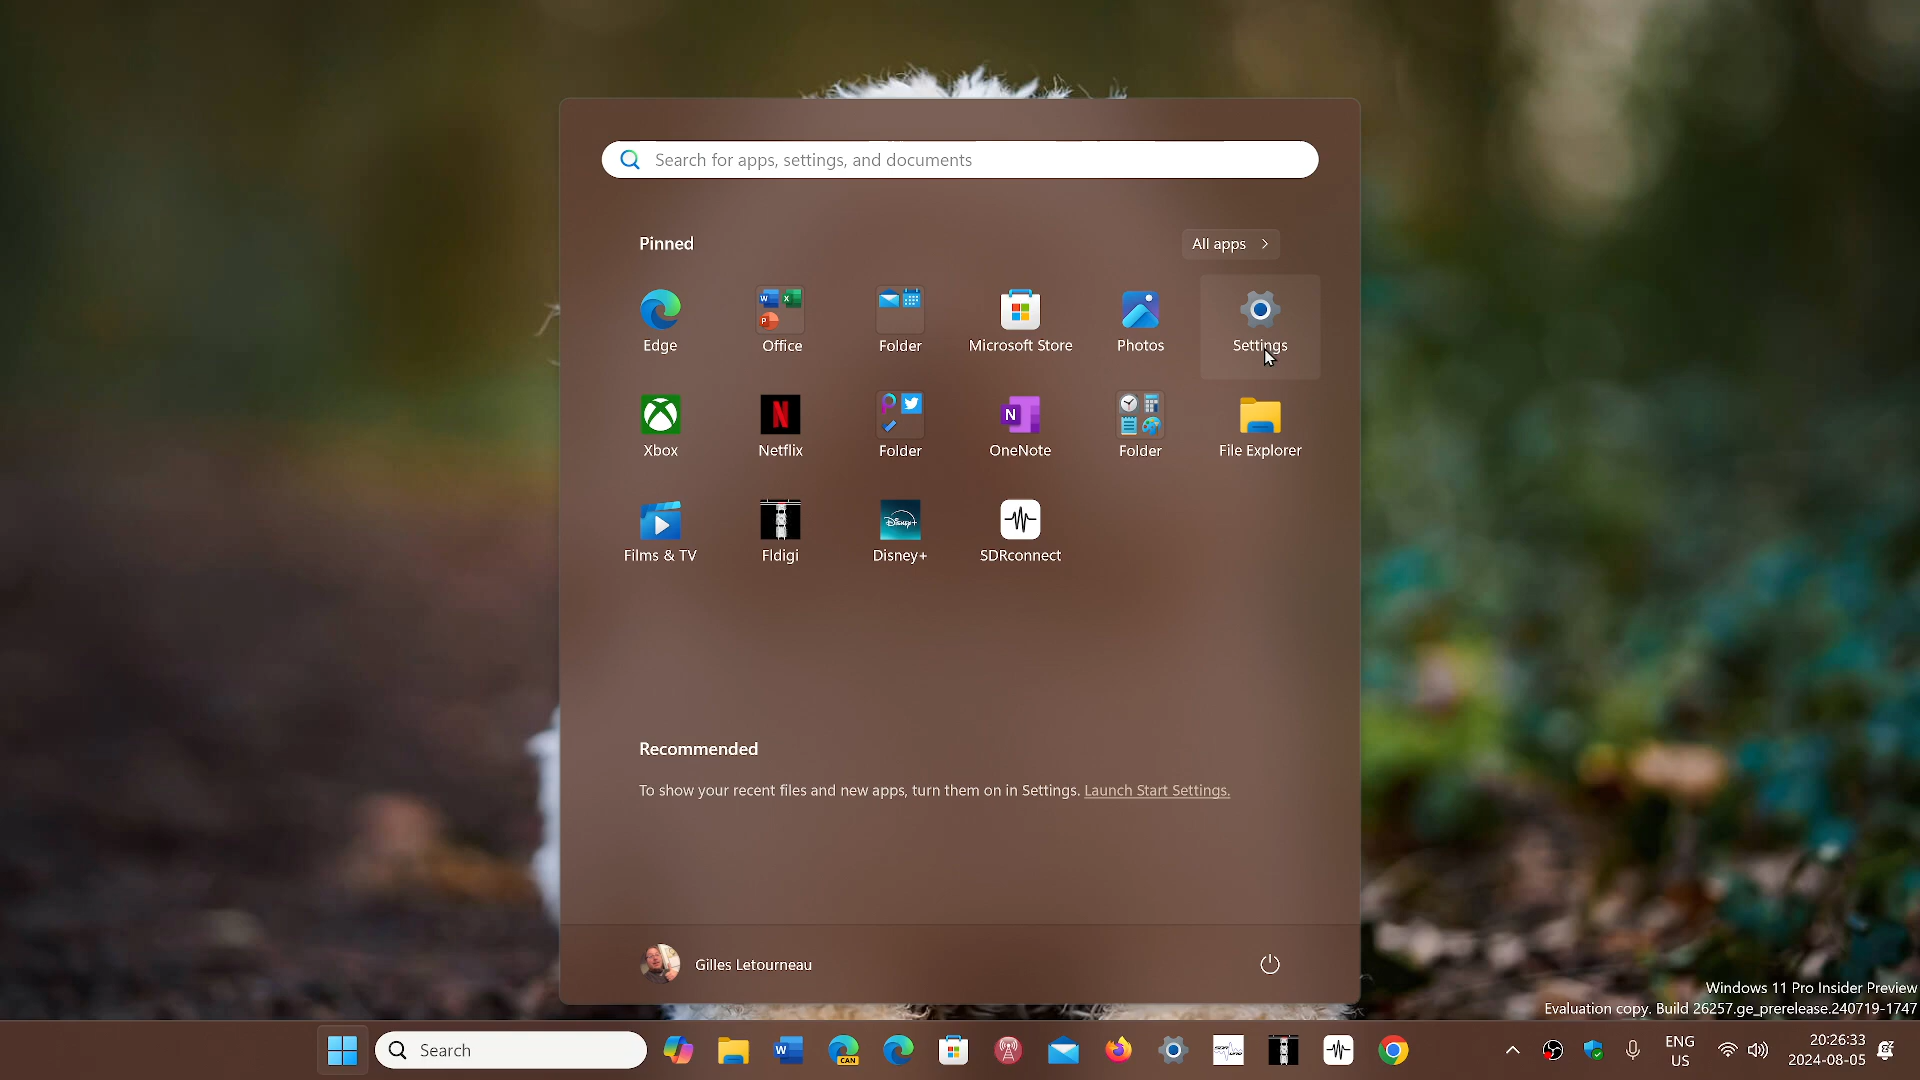 Search for apps, settings, and documents
Pinned
All apps
Edge
Office
Folder
Microsoft Store
Photos
Settings
Xbox
Netflix
Folder
OneNote
Folder
File Explorer
Films & TV
Fldigi
Disney+
SDRconnect
Recommended
To show your recent files and new apps, turn them on in Settings. Launch Start Settings.
Gilles Letourneau
Windows 11 Pro Insider Preview
Evaluation copy. Build 26257.ge_prerelease.240719-1747
Search
CAN
ENG
US
20:26:33
2024-08-05